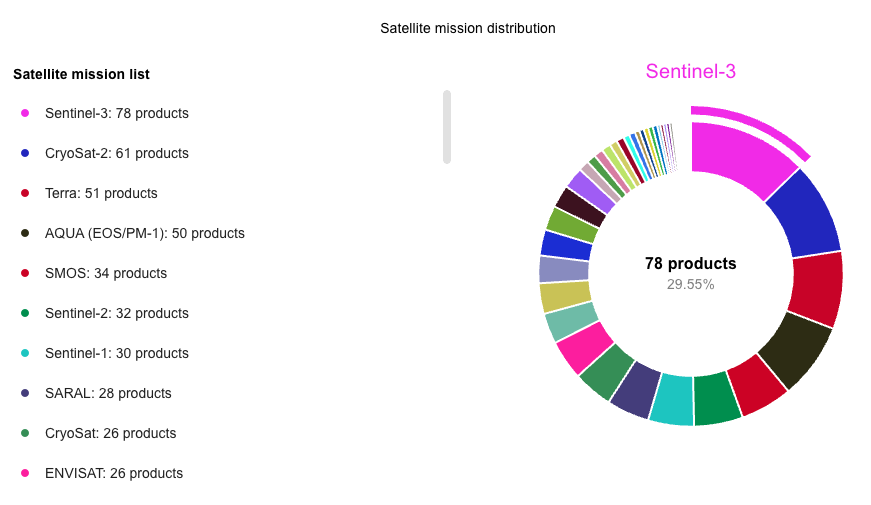 Satellite mission distribution
Satellite mission list
Sentinel-3: 78 products
CryoSat-2: 61 products
Terra: 51 products
AQUA (EOS/PM-1): 50 products
SMOS: 34 products
Sentinel-2: 32 products
Sentinel-1: 30 products
SARAL: 28 products
CryoSat: 26 products
ENVISAT: 26 products
Sentinel-3
78 products
29.55%